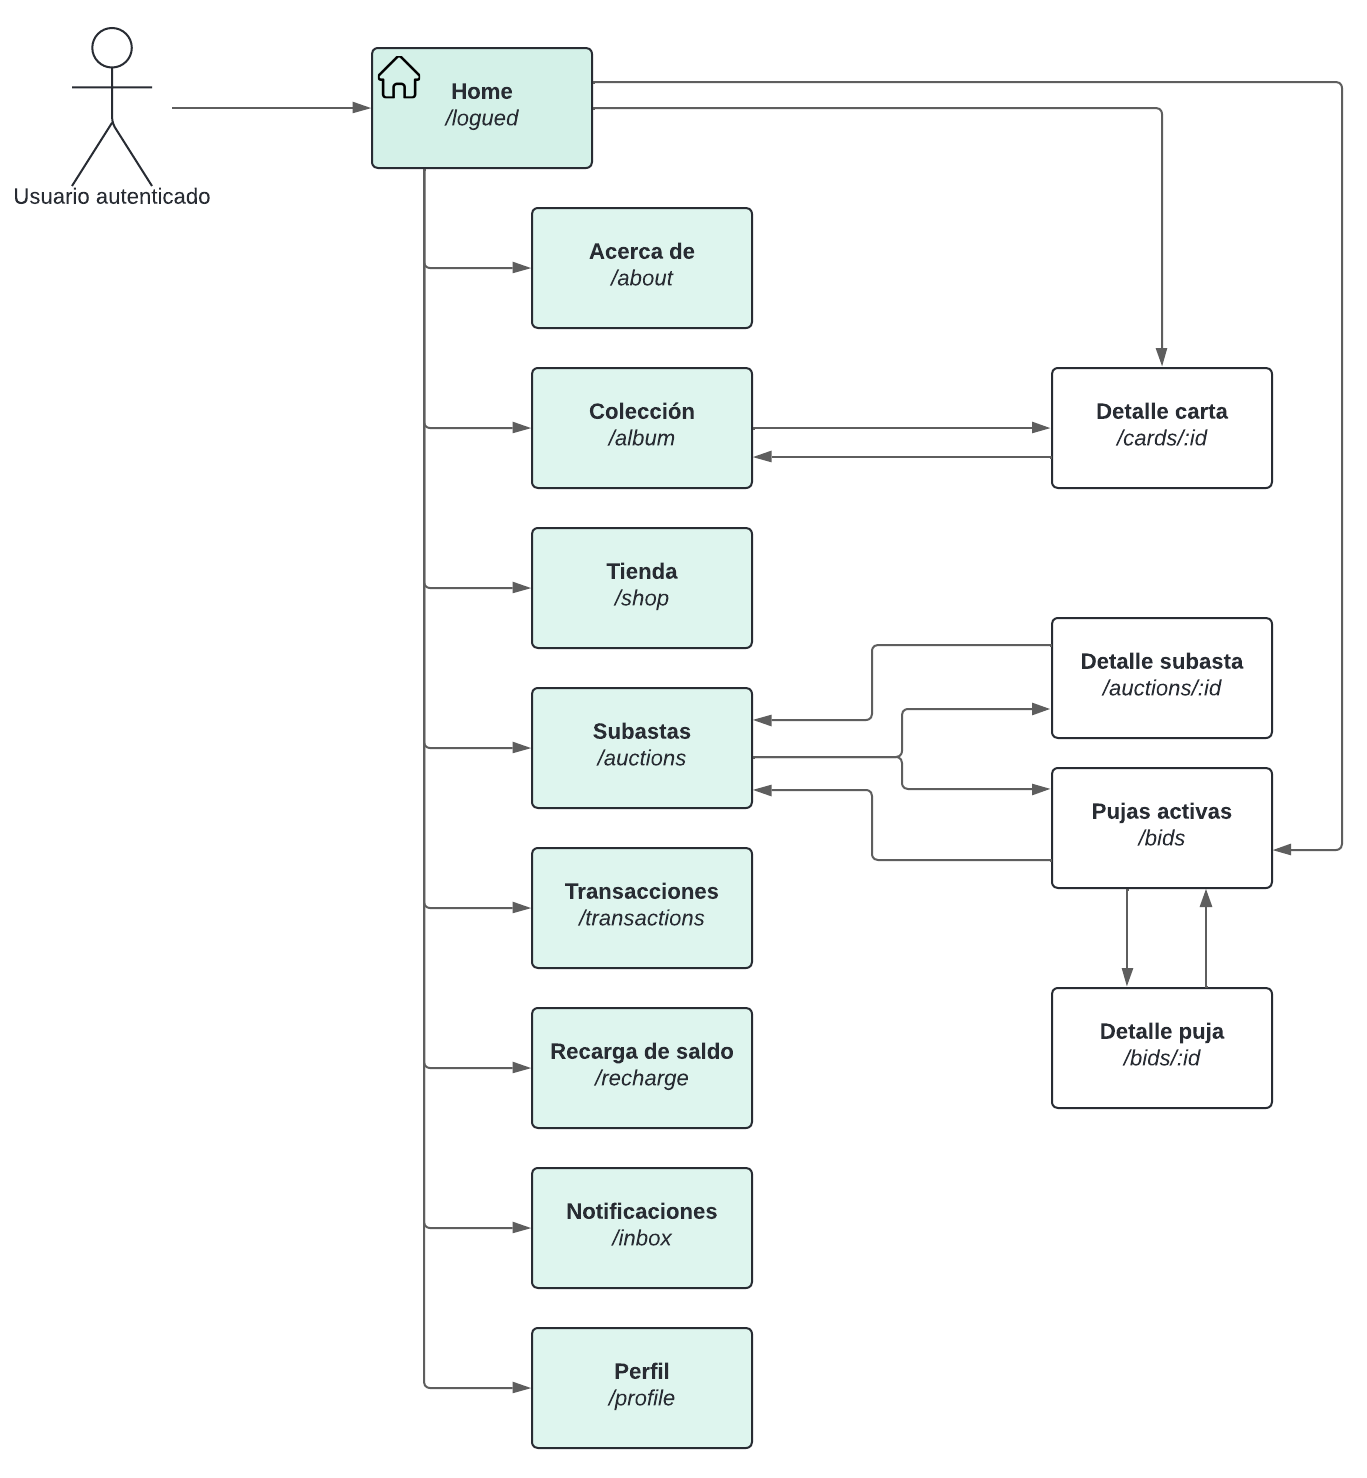 Usuario autenticado
Home
/logued
Acerca de
/about
Colección
/album
Detalle carta
/cards/:id
Tienda
/shop
Detalle subasta
/auctions/:id
Subastas
/auctions
Pujas activas
/bids
Transacciones
/transactions
Recarga de saldo
/recharge
Detalle puja
/bids/:id
Notificaciones
/inbox
Perfil
/profile